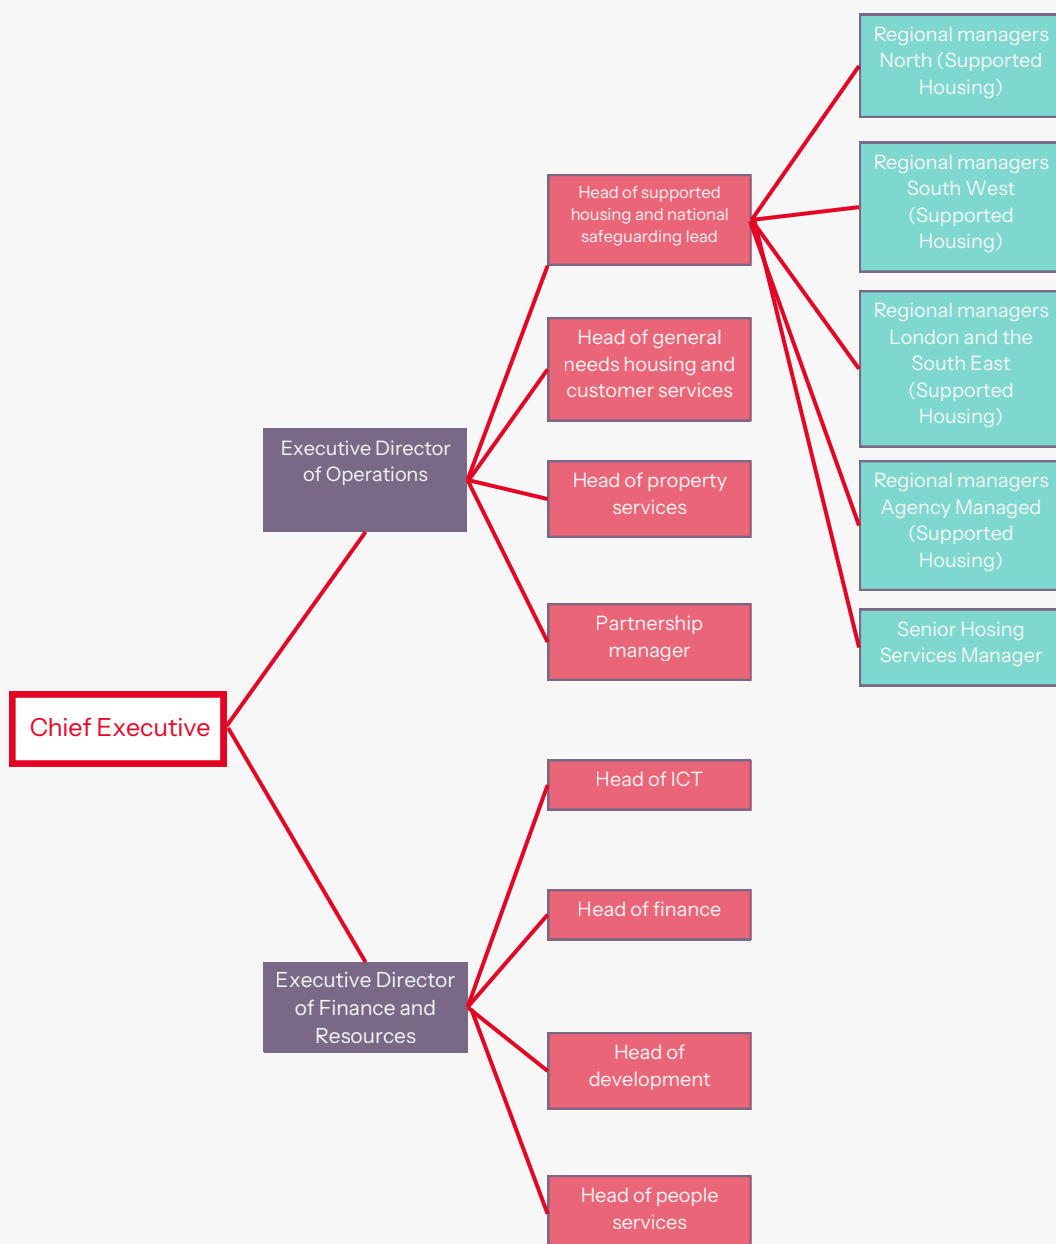 Regional managers
North (Supported
Housing)
Regional managers
South West
(Supported
Housing)
Head of supported
housing and national
safeguarding lead
Regional managers
London and the
South East
(Supported
Housing)
Head of general
needs housing and
customer services
Executive Director
of Operations
Head of property
services
Regional managers
Agency Managed
(Supported
Housing)
Partnership
manager
Senior Hosing
Services Manager
Chief Executive
Head of ICT
Head of finance
Executive Director
of Finance and
Resources
Head of
development
Head of people
services